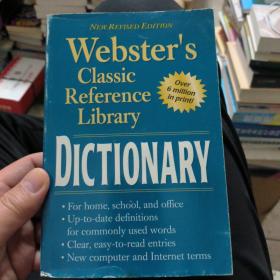 NEW REVISED EDITION
Webster's
Classic
Reference
Library
Over
6 million
in print!
DICTIONARY
• For home, school, and office
• Up-to-date definitions
for commonly used words
• Clear, easy-to-read entries
• New computer and Internet terms